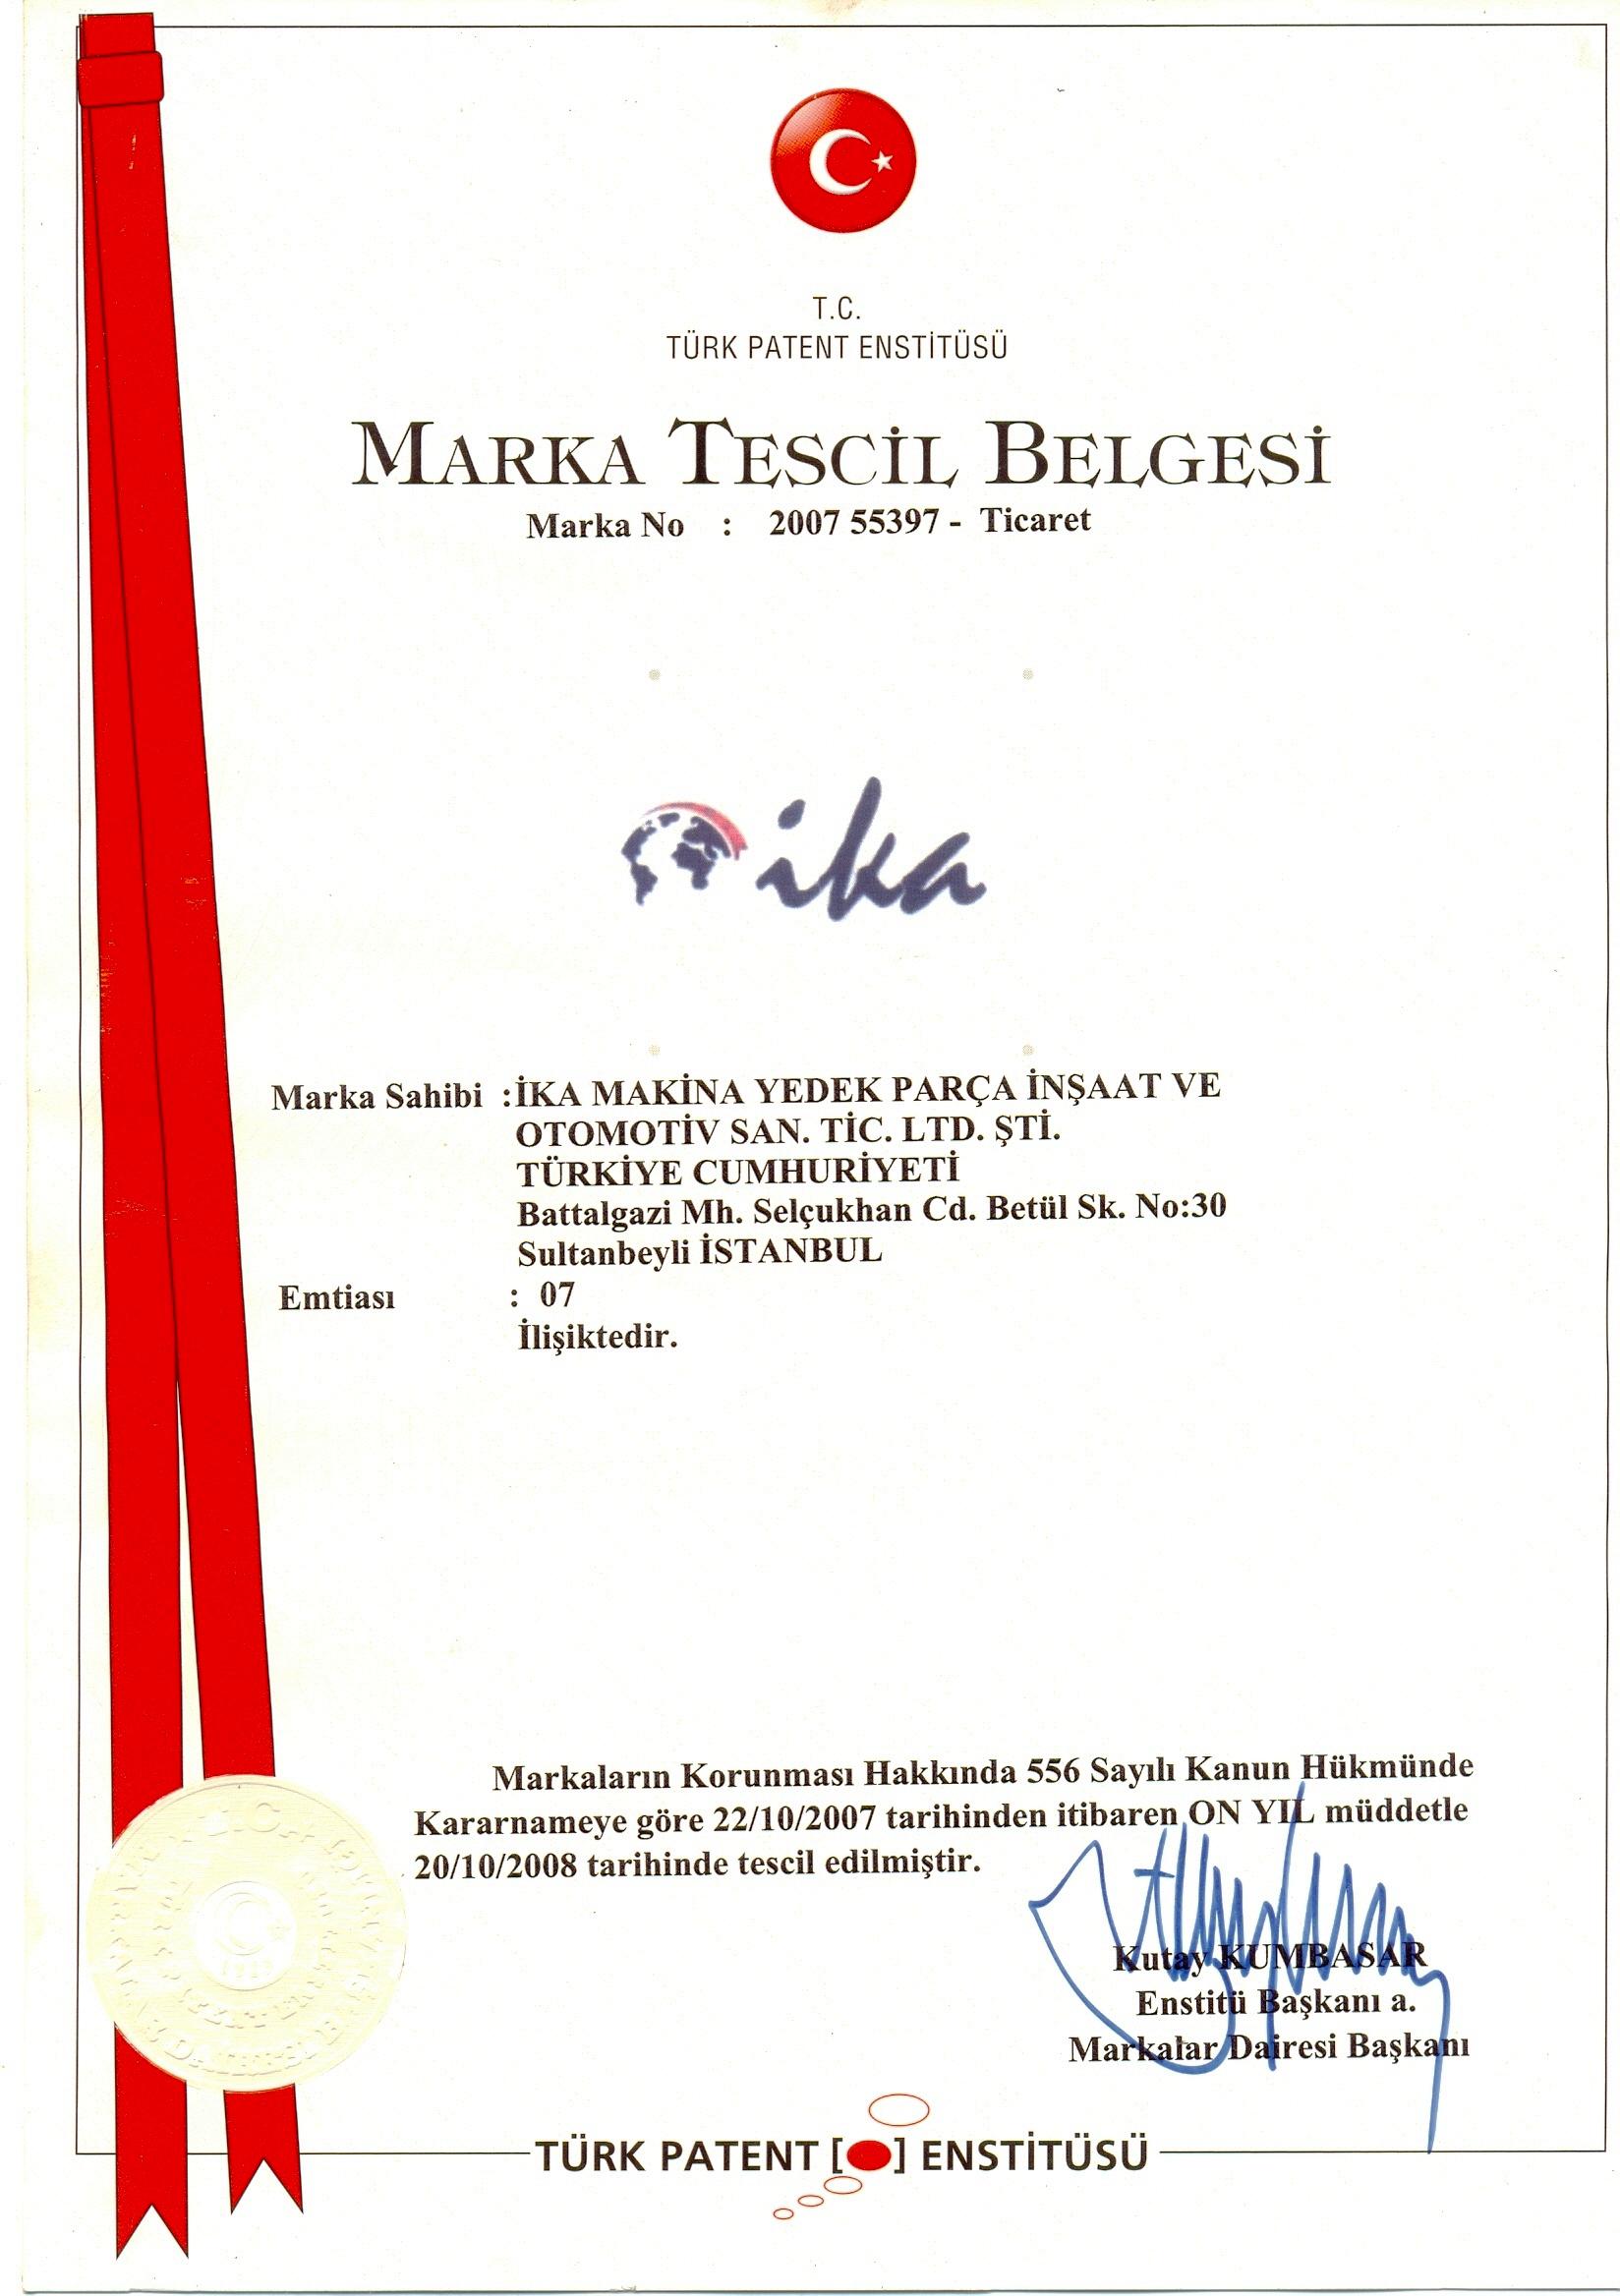 T.C.
TÜRK PATENT ENSTİTÜSÜ
MARKA TESCİL BELGESİ
Marka No : 2007 55397 - Ticaret
ika
Marka Sahibi :İKA MAKİNA YEDEK PARÇA İNŞAAT VE
OTOMOTİV SAN. TİC. LTD. ŞTİ.
TÜRKİYE CUMHURİYETİ
Battalgazi Mh. Selçukhan Cd. Betül Sk. No:30
Sultanbeyli İSTANBUL
Emtiası : 07
İlişiktedir.
Markaların Korunması Hakkında 556 Sayılı Kanun Hükmünde
Kararnameye göre 22/10/2007 tarihinden itibaren ON YIL müddetle
20/10/2008 tarihinde tescil edilmiştir.
Kutay KUMBASAR
Enstitü Başkanı a.
Markalar Dairesi Başkanı
TÜRK PATENT [ ] ENSTİTÜSÜ